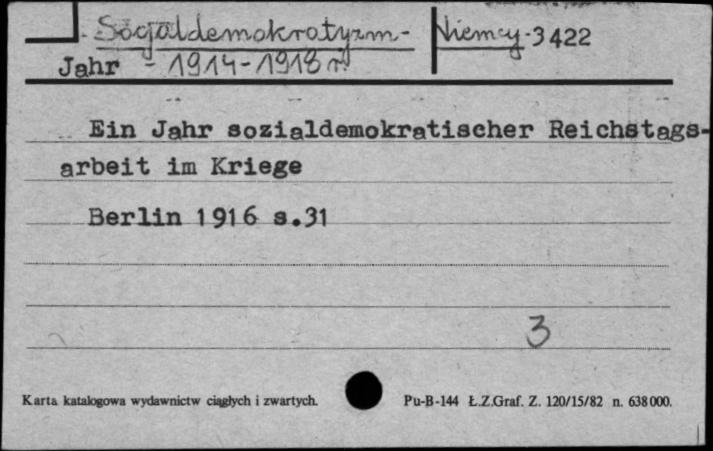 Socjaldemokratyzm- Niemcy-3422
Jahr - 1914-1918 r.
Ein Jahr sozialdemokratischer Reichstags-
arbeit im Kriege
Berlin 1916 s.31
3
Karta katalogowa wydawnictw ciągłych i zwartych. Pu-B-144 Ł.Z.Graf. Z. 120/15/82 n. 638000.